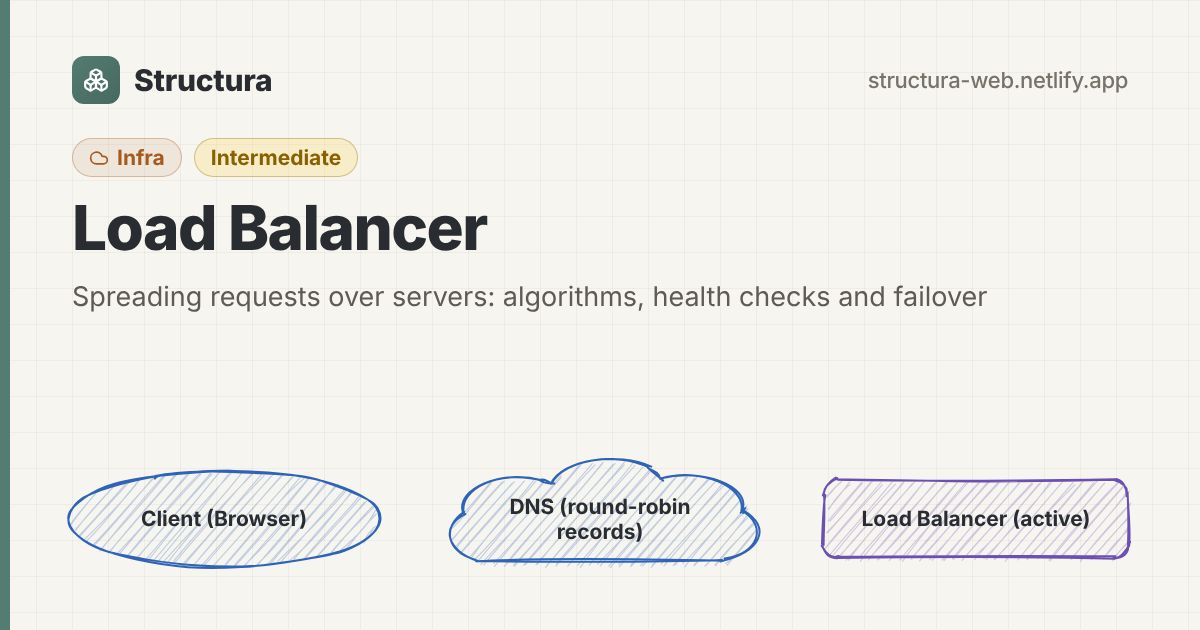 Structura
structura-web.netlify.app
Infra
Intermediate
Load Balancer
Spreading requests over servers: algorithms, health checks and failover
Client (Browser)
DNS (round-robin
records)
Load Balancer (active)